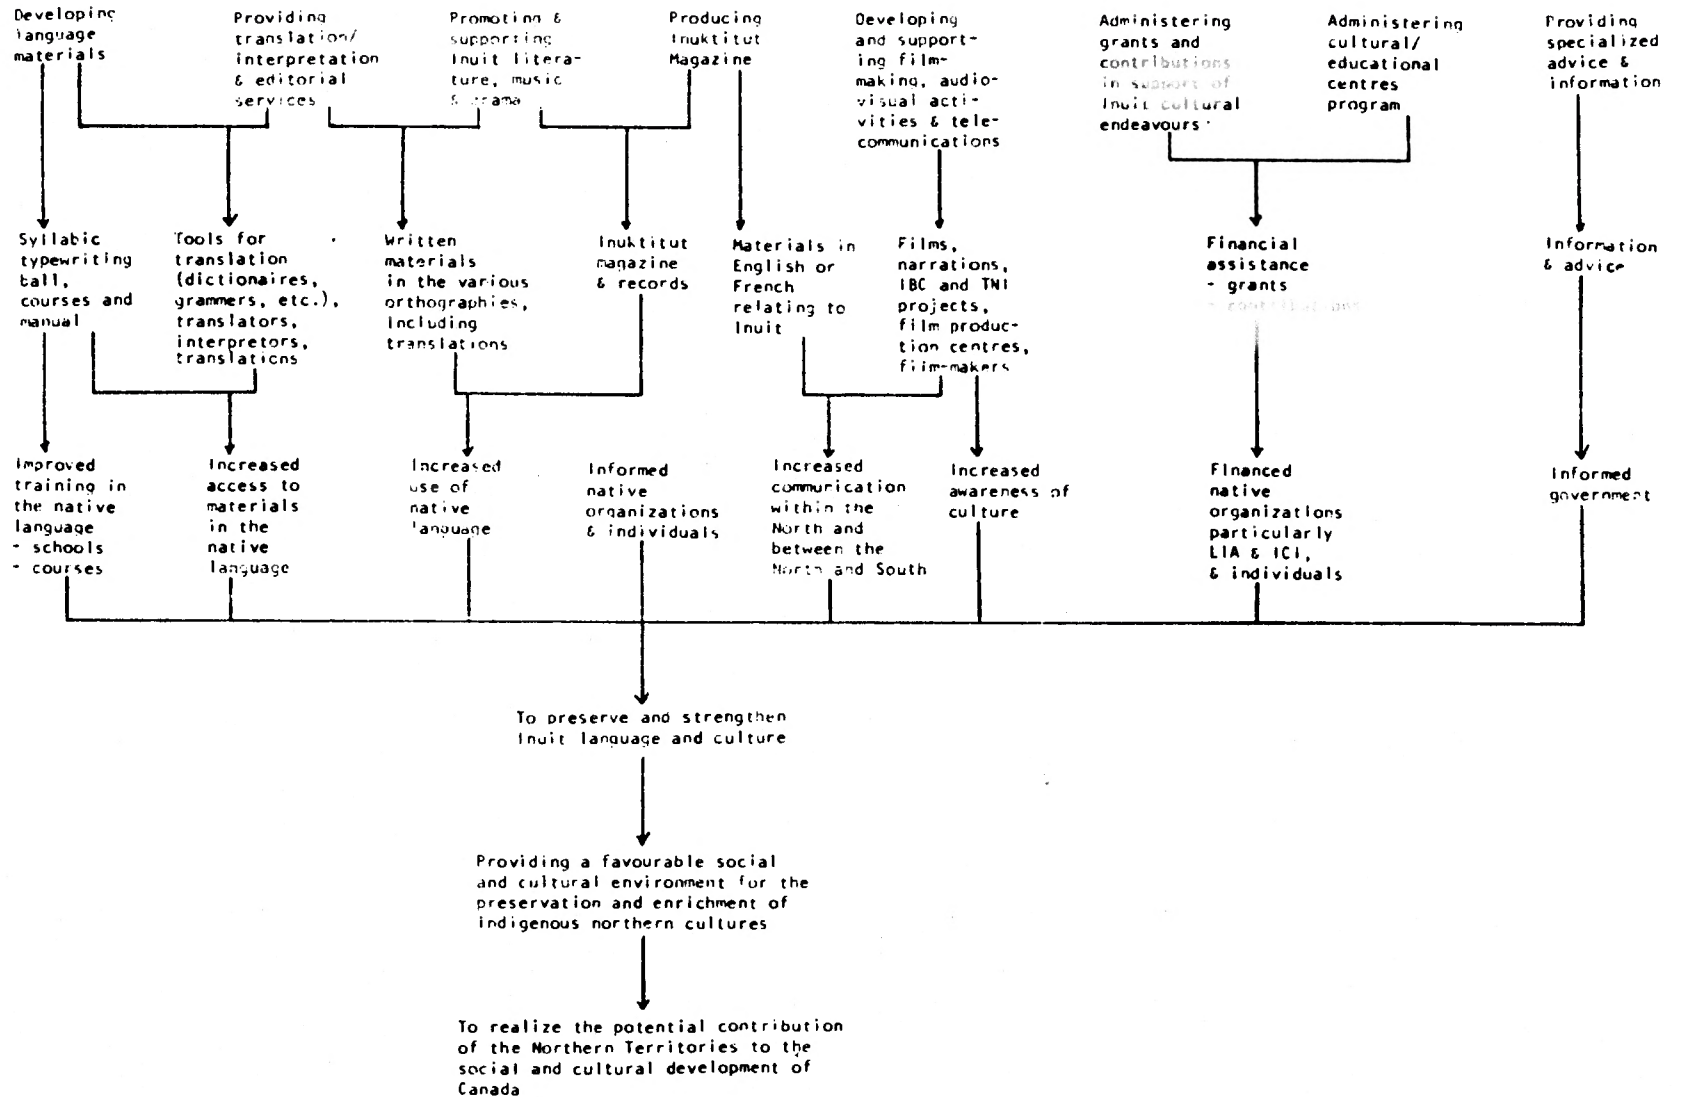 Developing
language
materials
Providing
translation/
interpretation
& editorial
services
Promoting &
supporting
Inuit litera-
ture, music
& drama
Producing
Inuktitut
Magazine
Developing
and support-
ing film-
making, audio-
visual acti-
vities & tele-
communications
Administering
grants and
contributions
in support of
Inuit cultural
endeavours
Administering
cultural/
educational
centres
program
Providing
specialized
advice &
information
Syllabic
typewriting
ball,
courses and
manual
Tools for
translation
(dictionaires,
grammers, etc.),
translators,
interpretors,
translations
Written
materials
in the various
orthographies,
including
translations
Inuktitut
magazine
& records
Materials in
English or
French
relating to
Inuit
Films,
narrations,
IBC and TNI
projects,
film produc-
tion centres,
film-makers
Financial
assistance
- grants
- contributions
Information
& advice
Improved
training in
the native
language
- schools
- courses
Increased
access to
materials
in the
native
language
Increased
use of
native
language
Informed
native
organizations
& individuals
Increased
communication
within the
North and
between the
North and South
Increased
awareness of
culture
Financed
native
organizations
particularly
LIA & ICI,
& individuals
Informed
government
To preserve and strengthen
Inuit language and culture
Providing a favourable social
and cultural environment for the
preservation and enrichment of
indigenous northern cultures
To realize the potential contribution
of the Northern Territories to the
social and cultural development of
Canada